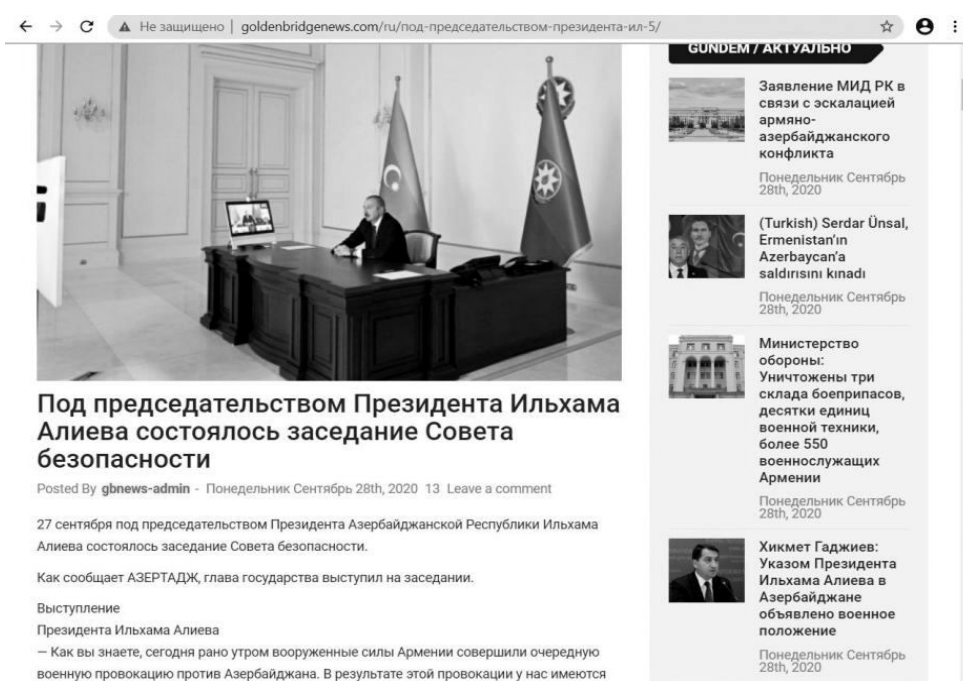 Не защищено | goldenbridgenews.com/ru/под-председательством-президента-ил-5/
Под председательством Президента Ильхама
Алиева состоялось заседание Совета
безопасности
Posted By gbnews-admin - Понедельник Сентябрь 28th, 2020 13 Leave a comment
27 сентября под председательством Президента Азербайджанской Республики Ильхама
Алиева состоялось заседание Совета безопасности.
Как сообщает АЗЕРТАДЖ, глава государства выступил на заседании.
Выступление
Президента Ильхама Алиева
— Как вы знаете, сегодня рано утром вооруженные силы Армении совершили очередную
военную провокацию против Азербайджана. В результате этой провокации у нас имеются
GÜNDEM / АКТУАЛЬНО
Заявление МИД РК в
связи с эскалацией
армяно-
азербайджанского
конфликта
Понедельник Сентябрь
28th, 2020
(Turkish) Serdar Ünsal,
Ermenistan’ın
Azerbaycan’a
saldırısını kınadı
Понедельник Сентябрь
28th, 2020
Министерство
обороны:
Уничтожены три
склада боеприпасов,
десятки единиц
военной техники,
более 550
военнослужащих
Армении
Понедельник Сентябрь
28th, 2020
Хикмет Гаджиев:
Указом Президента
Ильхама Алиева в
Азербайджане
объявлено военное
положение
Понедельник Сентябрь
28th, 2020